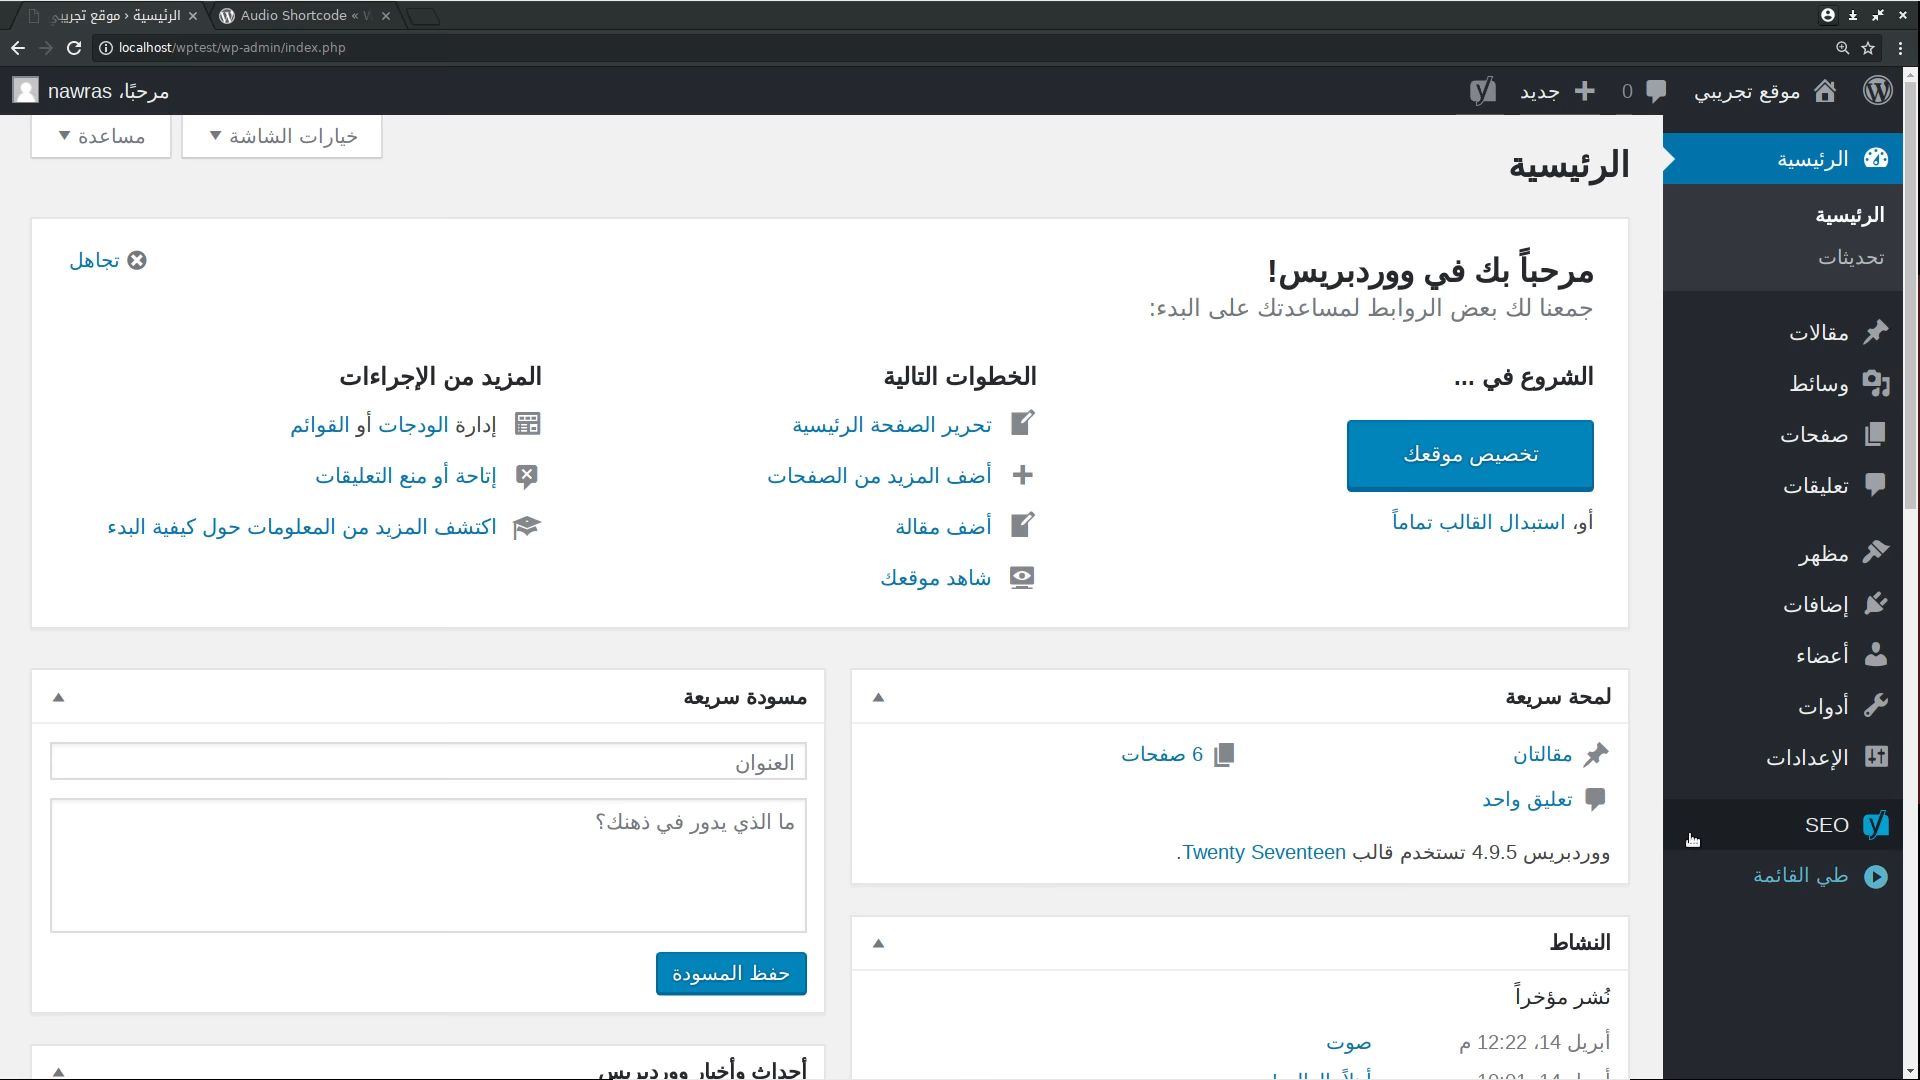 الرئيسية ‹ موقع تجريبي
Audio Shortcode « W
localhost/wptest/wp-admin/index.php
موقع تجريبي
0
جديد
مرحبًا، nawras
خيارات الشاشة
مساعدة
الرئيسية
الرئيسية
الرئيسية
تحديثات
مقالات
وسائط
صفحات
تعليقات
مظهر
إضافات
أعضاء
أدوات
الإعدادات
SEO
طي القائمة
مرحباً بك في ووردبريس!
تجاهل
جمعنا لك بعض الروابط لمساعدتك على البدء:
الشروع في ...
تخصيص موقعك
أو، استبدال القالب تماماً
الخطوات التالية
تحرير الصفحة الرئيسية
أضف المزيد من الصفحات
أضف مقالة
شاهد موقعك
المزيد من الإجراءات
إدارة الودجات أو القوائم
إتاحة أو منع التعليقات
اكتشف المزيد من المعلومات حول كيفية البدء
لمحة سريعة
مقالتان
6 صفحات
تعليق واحد
ووردبريس 4.9.5 تستخدم قالب Twenty Seventeen.
النشاط
نُشر مؤخراً
أبريل 14، 12:22 م
صوت
مسودة سريعة
العنوان
ما الذي يدور في ذهنك؟
حفظ المسودة
أحداث وأخبار ووردبريس